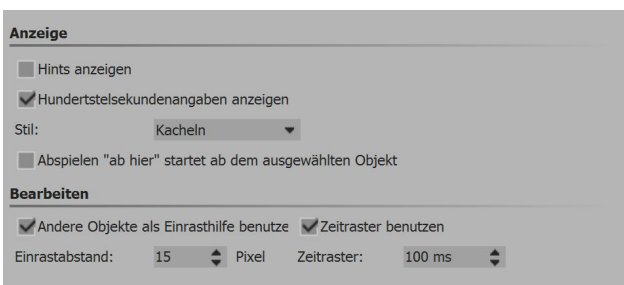 Anzeige
Hints anzeigen
Hundertstelsekundenangaben anzeigen
Stil: Kacheln
Abspielen "ab hier" startet ab dem ausgewählten Objekt
Bearbeiten
Andere Objekte als Einrasthilfe benutze Zeitraster benutzen
Einrastabstand: 15 Pixel Zeitraster: 100 ms